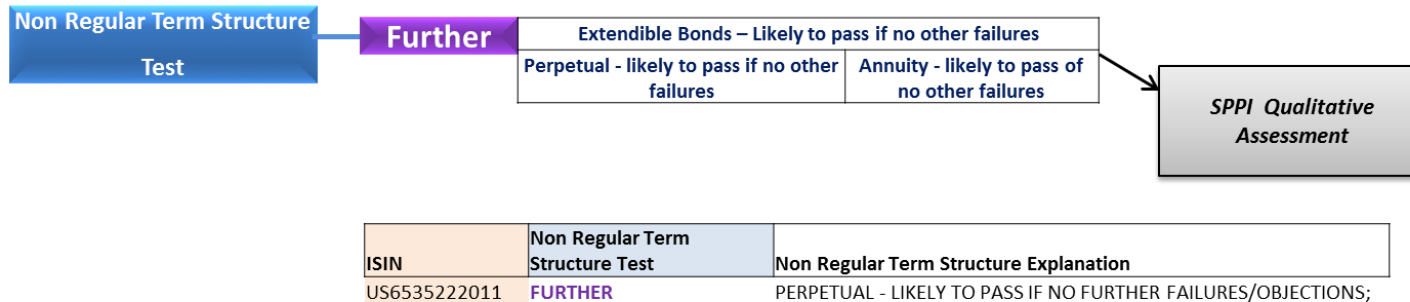 Non Regular Term Structure
Test
Further
Extendible Bonds – Likely to pass if no other failures
Perpetual - likely to pass if no other
failures
Annuity - likely to pass of
no other failures
SPPI Qualitative
Assessment
ISIN
Non Regular Term
Structure Test
Non Regular Term Structure Explanation
US6535222011
FURTHER
PERPETUAL - LIKELY TO PASS IF NO FURTHER FAILURES/OBJECTIONS;